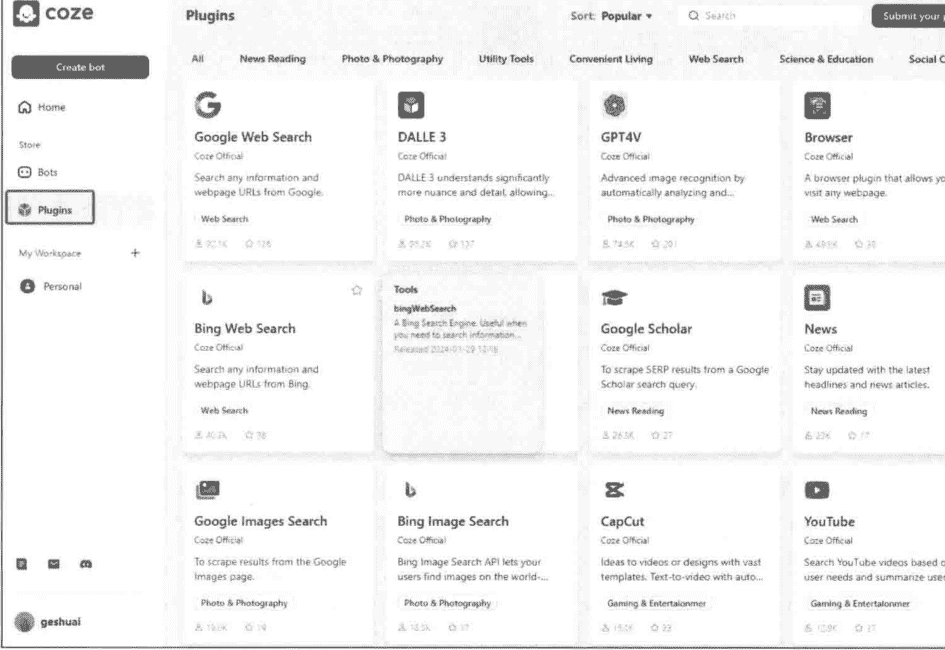 coze
Plugins
Sort: Popular
Search
Submit your
Create bot
All News Reading Photo & Photography Utility Tools Convenient Living Web Search Science & Education Social C
Home
Store
Bots
Plugins
My Workspace +
Personal
Google Web Search
Coze Official
Search any information and
webpage URLs from Google.
Web Search
DALLE 3
Coze Official
DALLE 3 understands significantly
more nuance and detail, allowing...
Photo & Photography
GPT4V
Coze Official
Advanced image recognition by
automatically analyzing and...
Photo & Photography
Browser
Coze Official
A browser plugin that allows yo
visit any webpage.
Web Search
Bing Web Search
Coze Official
Search any information and
webpage URLs from Bing.
Web Search
Tools
bingWebSearch
A Bing Search Engine. Useful when
you need to search information...
Released 2024-01-29
Google Scholar
Coze Official
To scrape SERP results from a Google
Scholar search query.
News Reading
News
Coze Official
Stay updated with the latest
headlines and news articles.
News Reading
Google Images Search
Coze Official
To scrape results from the Google
Images page.
Photo & Photography
Bing Image Search
Coze Official
Bing Image Search API lets your
users find images on the world-...
Photo & Photography
CapCut
Coze Official
Ideas to videos or designs with vast
templates. Text-to-video with auto...
Gaming & Entertaionmer
YouTube
Coze Official
Search YouTube videos based o
user needs and summarize user
Gaming & Entertaionmer
geshuai